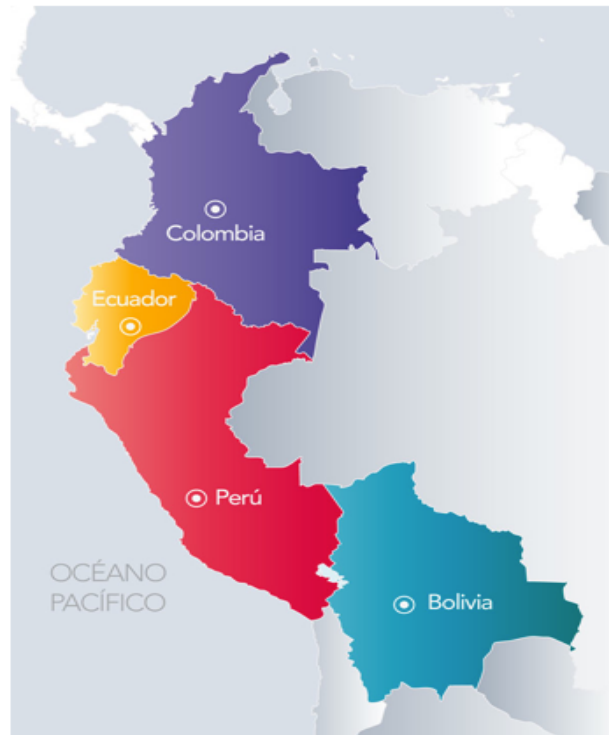 Colombia
Ecuador
Perú
OCÉANO
PACÍFICO
Bolivia